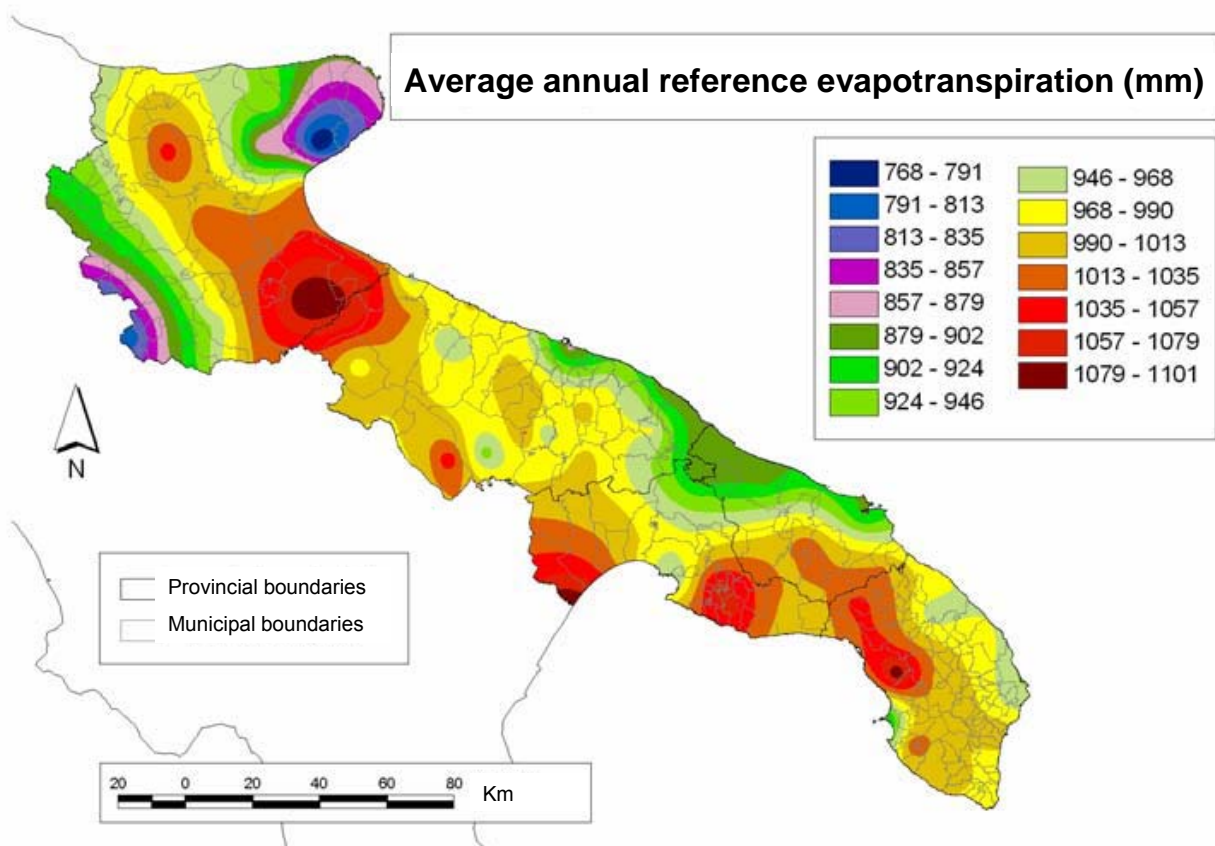 Average annual reference evapotranspiration (mm)
768 - 791
791 - 813
813 - 835
835 - 857
857 - 879
879 - 902
902 - 924
924 - 946
946 - 968
968 - 990
990 - 1013
1013 - 1035
1035 - 1057
1057 - 1079
1079 - 1101
N
Provincial boundaries
Municipal boundaries
20 0 20 40 60 80 Km